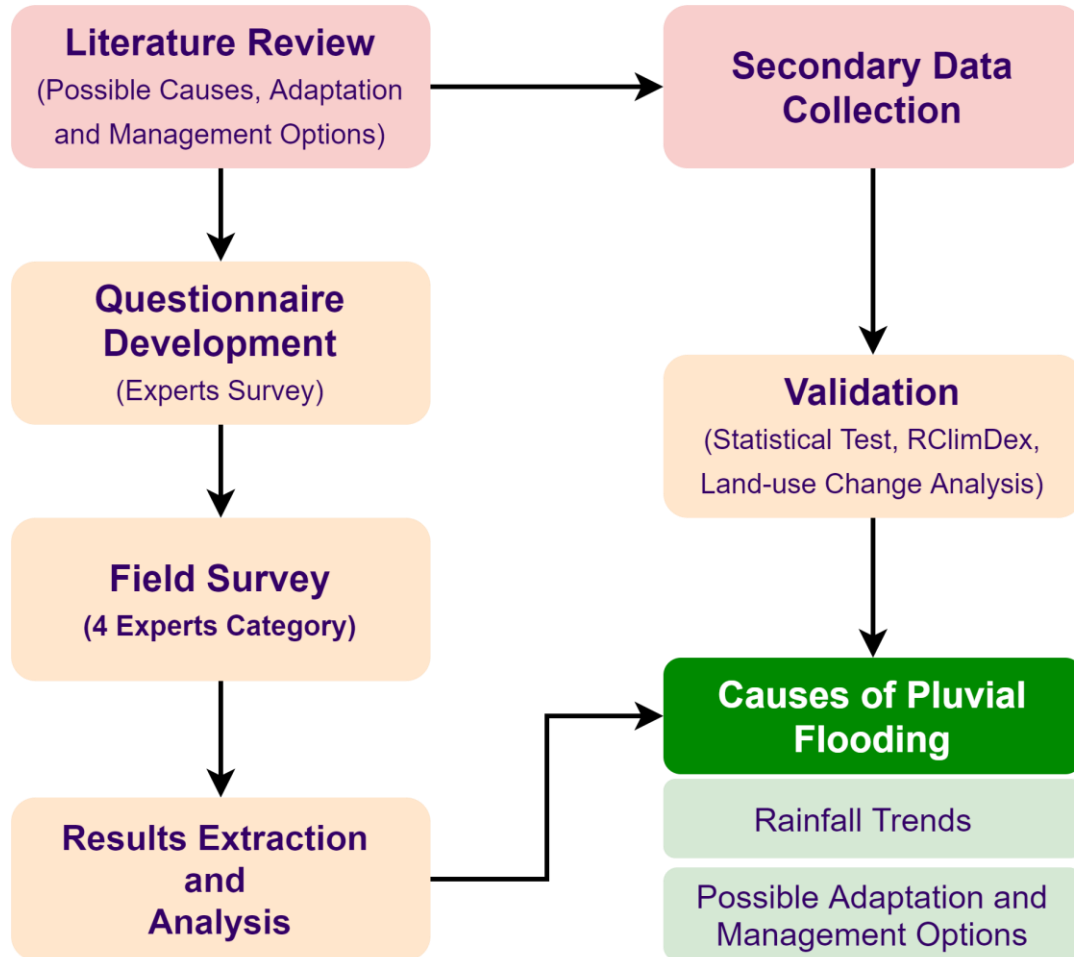 Literature Review
(Possible Causes, Adaptation
and Management Options)
Secondary Data
Collection
Questionnaire
Development
(Experts Survey)
Validation
(Statistical Test, RClimDex,
Land-use Change Analysis)
Field Survey
(4 Experts Category)
Causes of Pluvial
Flooding
Rainfall Trends
Possible Adaptation and
Management Options
Results Extraction
and
Analysis